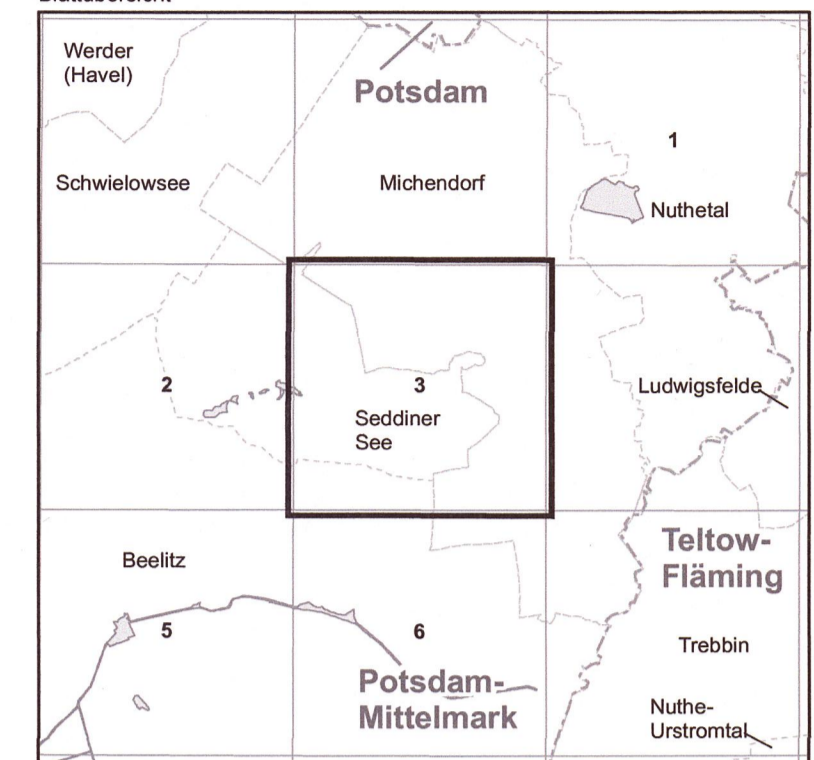 Werder
(Havel)
Potsdam
1
Schwielowsee
Michendorf
Nuthetal
2
3
Ludwigsfelde
Seddiner
See
Teltow-
Fläming
Beelitz
5
6
Trebbin
Potsdam-
Mittelmark
Nuthe-
Urstromtal